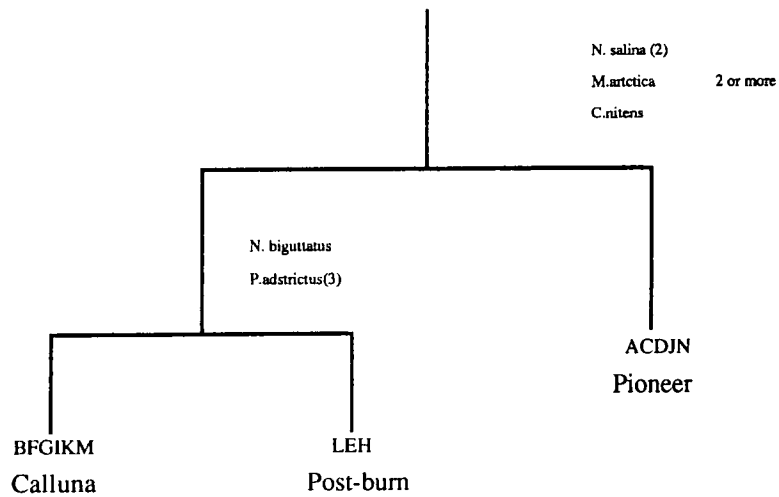 N. salina (2)
M.artctica 2 or more
C.nitens
N. biguttatus
P.adstrictus(3)
ACDJN
Pioneer
BFGIKM
Calluna
LEH
Post-burn